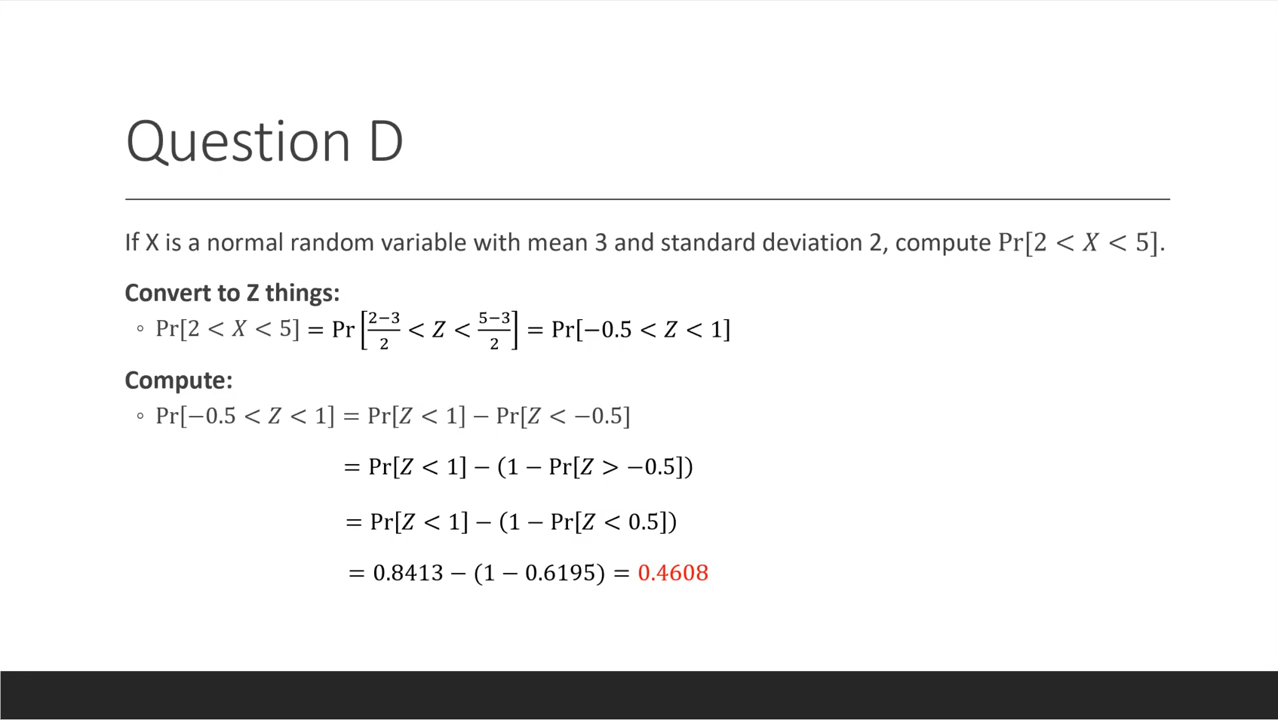 Question D
If X is a normal random variable with mean 3 and standard deviation 2, compute Pr[2 < X < 5].
Convert to Z things:
◦ Pr[2 < X < 5] = Pr [ (2−3)/2 < Z < (5−3)/2 ] = Pr[−0.5 < Z < 1]
Compute:
◦ Pr[−0.5 < Z < 1] = Pr[Z < 1] − Pr[Z < −0.5]
= Pr[Z < 1] − (1 − Pr[Z > −0.5])
= Pr[Z < 1] − (1 − Pr[Z < 0.5])
= 0.8413 − (1 − 0.6195) = 0.4608